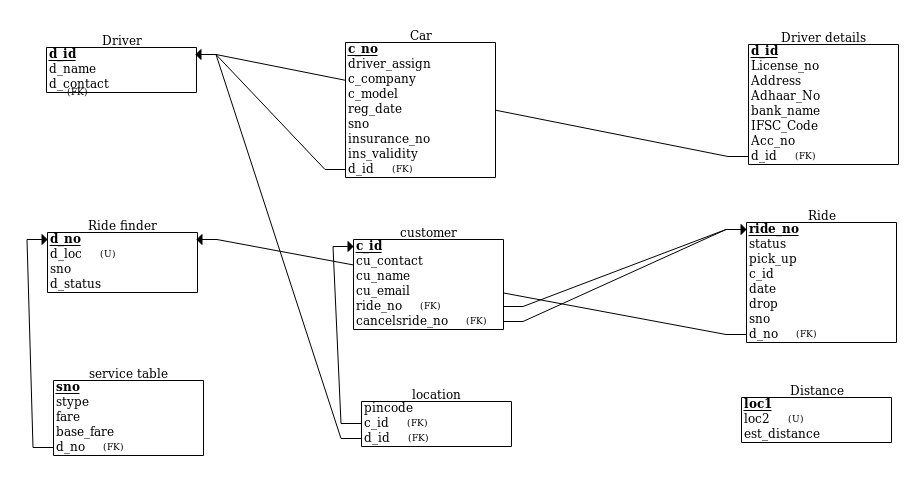 Driver
d_id
d_name
d_contact
(FK)
Car
c_no
driver_assign
c_company
c_model
reg_date
sno
insurance_no
ins_validity
d_id (FK)
Driver details
d_id
License_no
Address
Adhaar_No
bank_name
IFSC_Code
Acc_no
d_id (FK)
Ride finder
d_no
d_loc (U)
sno
d_status
customer
c_id
cu_contact
cu_name
cu_email
ride_no (FK)
cancelsride_no (FK)
Ride
ride_no
status
pick_up
c_id
date
drop
sno
d_no (FK)
service table
sno
stype
fare
base_fare
d_no (FK)
location
pincode
c_id (FK)
d_id (FK)
Distance
loc1
loc2 (U)
est_distance